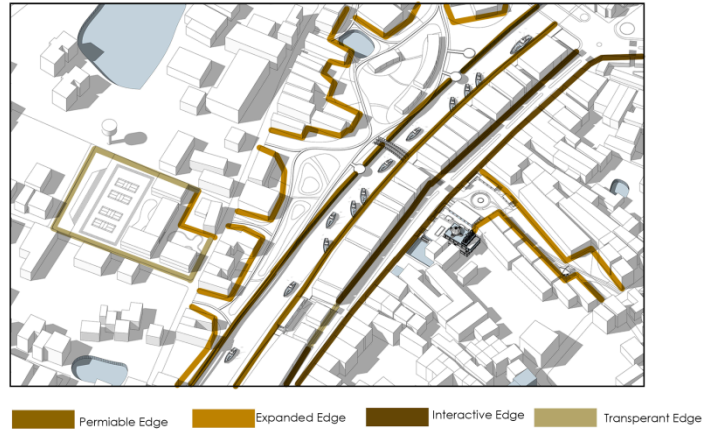 Permiable Edge
Expanded Edge
Interactive Edge
Transperant Edge